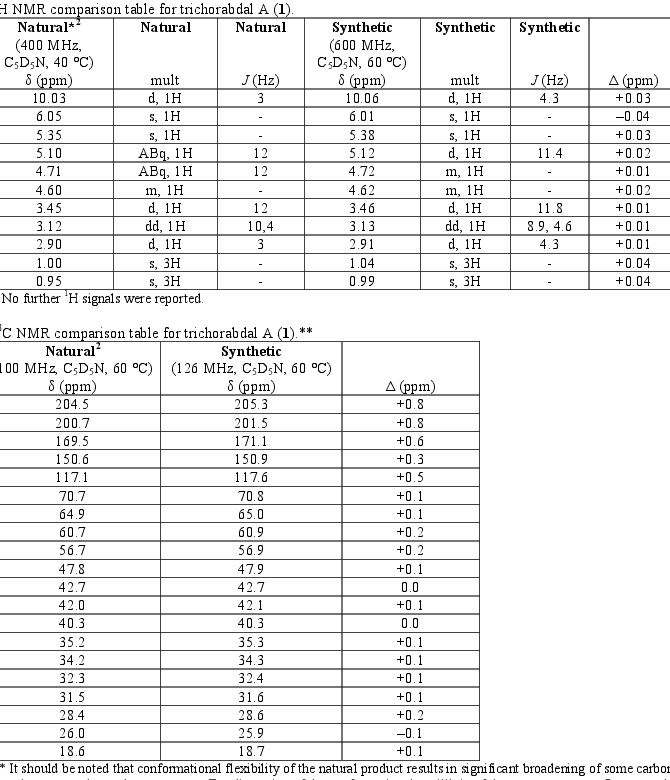 H NMR comparison table for trichorabdal A (1).
Natural*2 Natural Natural Synthetic Synthetic Synthetic
(400 MHz, (600 MHz,
C5D5N, 40 °C) C5D5N, 60 °C)
δ (ppm) mult J (Hz) δ (ppm) mult J (Hz) Δ (ppm)
10.03 d, 1H 3 10.06 d, 1H 4.3 +0.03
6.05 s, 1H - 6.01 s, 1H - –0.04
5.35 s, 1H - 5.38 s, 1H - +0.03
5.10 ABq, 1H 12 5.12 d, 1H 11.4 +0.02
4.71 ABq, 1H 12 4.72 m, 1H - +0.01
4.60 m, 1H - 4.62 m, 1H - +0.02
3.45 d, 1H 12 3.46 d, 1H 11.8 +0.01
3.12 dd, 1H 10,4 3.13 dd, 1H 8.9, 4.6 +0.01
2.90 d, 1H 3 2.91 d, 1H 4.3 +0.01
1.00 s, 3H - 1.04 s, 3H - +0.04
0.95 s, 3H - 0.99 s, 3H - +0.04
No further 1H signals were reported.
C NMR comparison table for trichorabdal A (1).**
Natural2 Synthetic
100 MHz, C5D5N, 60 °C) (126 MHz, C5D5N, 60 °C)
δ (ppm) δ (ppm) Δ (ppm)
204.5 205.3 +0.8
200.7 201.5 +0.8
169.5 171.1 +0.6
150.6 150.9 +0.3
117.1 117.6 +0.5
70.7 70.8 +0.1
64.9 65.0 +0.1
60.7 60.9 +0.2
56.7 56.9 +0.2
47.8 47.9 +0.1
42.7 42.7 0.0
42.0 42.1 +0.1
40.3 40.3 0.0
35.2 35.3 +0.1
34.2 34.3 +0.1
32.3 32.4 +0.1
31.5 31.6 +0.1
28.4 28.6 +0.2
26.0 25.9 –0.1
18.6 18.7 +0.1
* It should be noted that conformational flexibility of the natural product results in significant broadening of some carbo